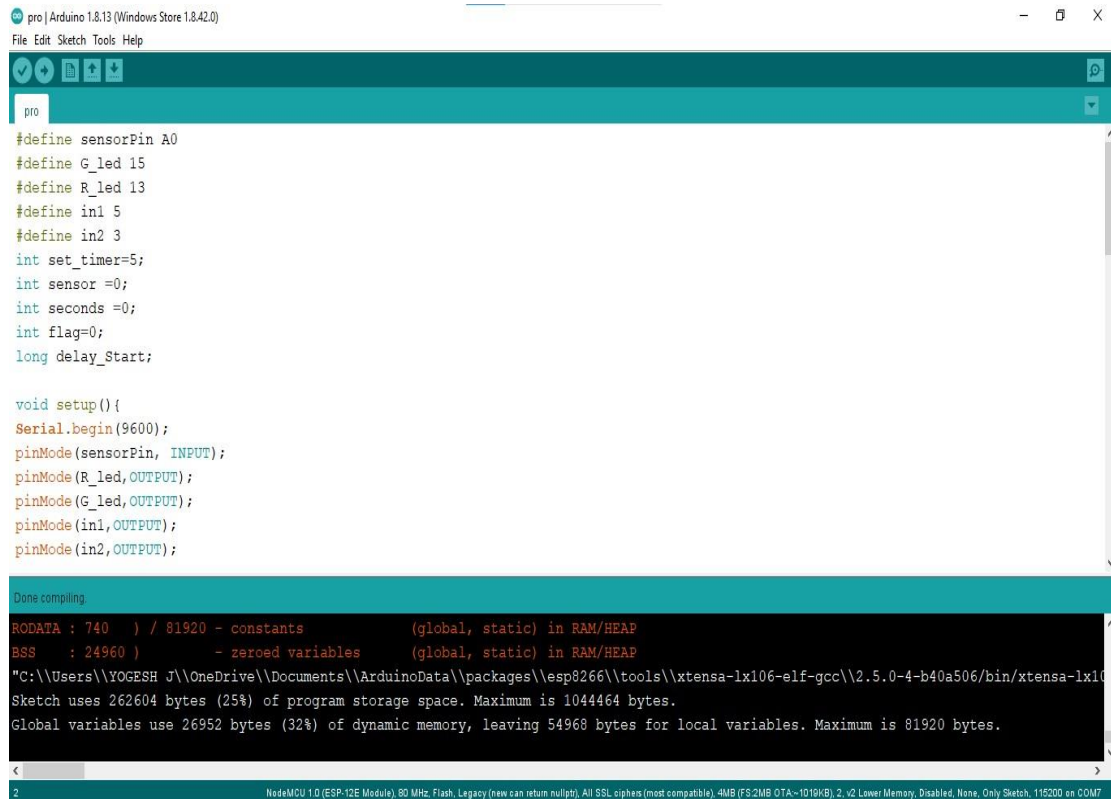 pro | Arduino 1.8.13 (Windows Store 1.8.42.0)
File Edit Sketch Tools Help
pro
#define sensorPin A0
#define G_led 15
#define R_led 13
#define in1 5
#define in2 3
int set_timer=5;
int sensor =0;
int seconds =0;
int flag=0;
long delay_Start;
void setup(){
Serial.begin(9600);
pinMode(sensorPin, INPUT);
pinMode(R_led,OUTPUT);
pinMode(G_led,OUTPUT);
pinMode(in1,OUTPUT);
pinMode(in2,OUTPUT);
Done compiling.
RODATA : 740 ) / 81920 - constants (global, static) in RAM/HEAP
BSS : 24960 ) - zeroed variables (global, static) in RAM/HEAP
"C:\\Users\\YOGESH J\\OneDrive\\Documents\\ArduinoData\\packages\\esp8266\\tools\\xtensa-lx106-elf-gcc\\2.5.0-4-b40a506/bin/xtensa-lx10
Sketch uses 262604 bytes (25%) of program storage space. Maximum is 1044464 bytes.
Global variables use 26952 bytes (32%) of dynamic memory, leaving 54968 bytes for local variables. Maximum is 81920 bytes.
2 NodeMCU 1.0 (ESP-12E Module), 80 MHz, Flash, Legacy (new can return nullptr), All SSL ciphers (most compatible), 4MB (FS:2MB OTA:~1019KB), 2, v2 Lower Memory, Disabled, None, Only Sketch, 115200 on COM7